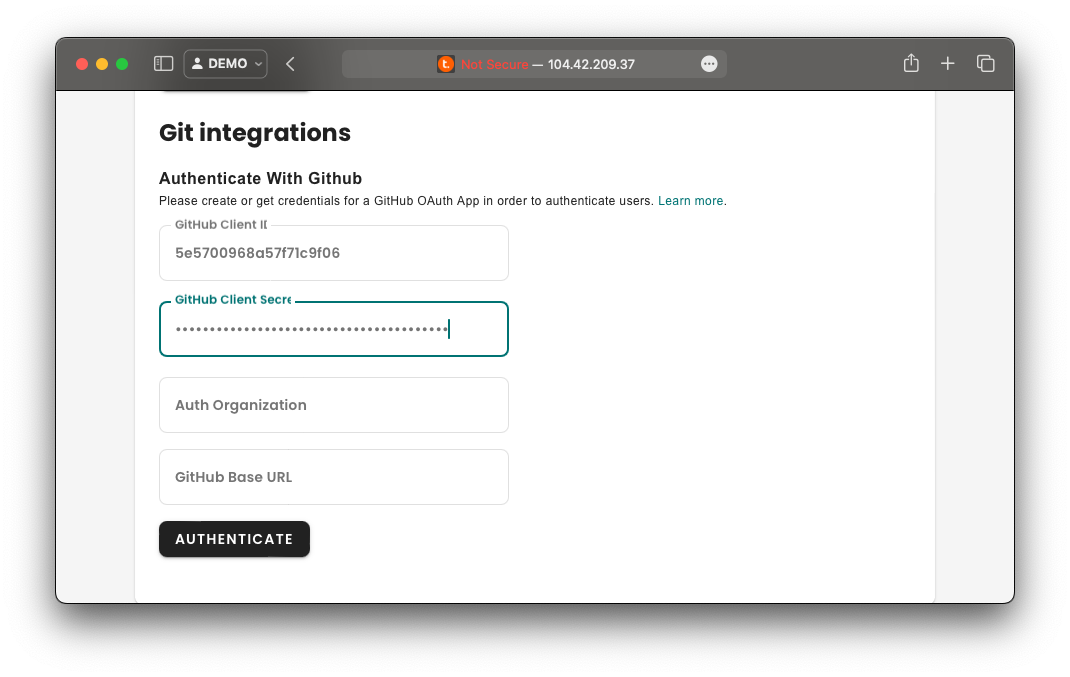 DEMO
Not Secure — 104.42.209.37
Git integrations
Authenticate With Github
Please create or get credentials for a GitHub OAuth App in order to authenticate users. Learn more.
GitHub Client ID
5e5700968a57f71c9f06
GitHub Client Secre
••••••••••••••••••••••••••••••••••••••••
Auth Organization
GitHub Base URL
AUTHENTICATE